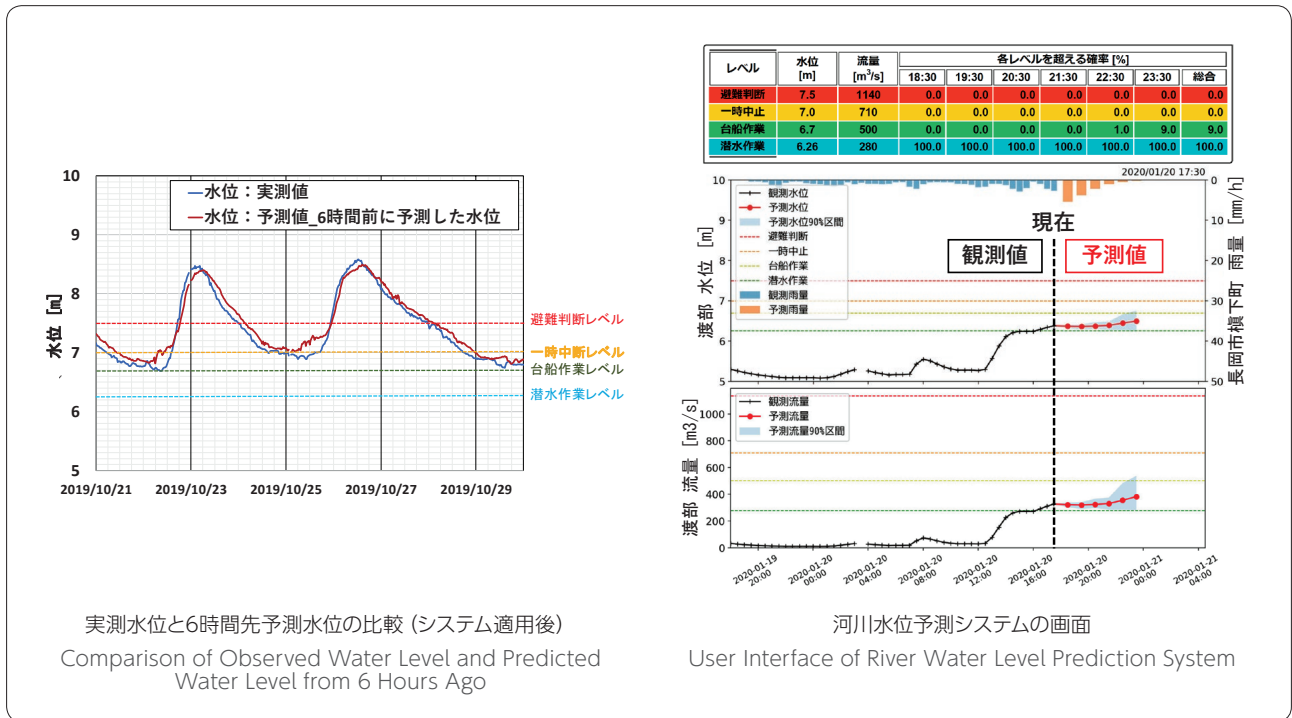 レベル 水位 [m] 流量 [m³/s] 各レベルを超える確率 [%]
18:30 19:30 20:30 21:30 22:30 23:30 総合
避難判断 7.5 1140 0.0 0.0 0.0 0.0 0.0 0.0 0.0
一時中止 7.0 710 0.0 0.0 0.0 0.0 0.0 0.0 0.0
台船作業 6.7 500 0.0 0.0 0.0 0.0 1.0 9.0 9.0
潜水作業 6.26 280 100.0 100.0 100.0 100.0 100.0 100.0 100.0
水位 [m]
10
9
8
7
6
5
水位：実測値
水位：予測値_6時間前に予測した水位
避難判断レベル
一時中断レベル
台船作業レベル
潜水作業レベル
2019/10/21 2019/10/23 2019/10/25 2019/10/27 2019/10/29
実測水位と6時間先予測水位の比較 (システム適用後)
Comparison of Observed Water Level and Predicted
Water Level from 6 Hours Ago
2020/01/20 17:30
渡部 水位 [m]
10
9
8
7
6
5
観測水位
予測水位
予測水位90%区間
避難判断
一時中止
台船作業
潜水作業
観測雨量
予測雨量
現在
観測値
予測値
0
10
20
30
40
50
長岡市槇下町 雨量 [mm/h]
渡部 流量 [m3/s]
1000
800
600
400
200
0
観測流量
予測流量
予測流量90%区間
2020-01-19 20:00
2020-01-20 00:00
2020-01-20 04:00
2020-01-20 08:00
2020-01-20 12:00
2020-01-20 16:00
2020-01-20 20:00
2020-01-21 00:00
2020-01-21 04:00
河川水位予測システムの画面
User Interface of River Water Level Prediction System